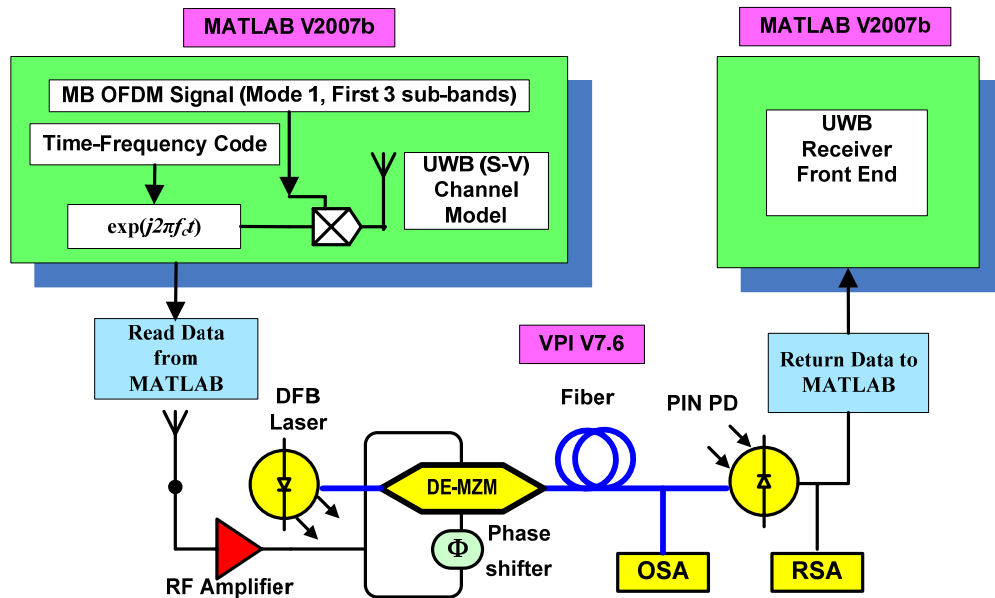 MATLAB V2007b
MB OFDM Signal (Mode 1, First 3 sub-bands)
Time-Frequency Code
exp(j2πf_ct)
UWB (S-V)
Channel
Model
MATLAB V2007b
UWB
Receiver
Front End
Read Data
from
MATLAB
VPI V7.6
Return Data to
MATLAB
DFB
Laser
Fiber
PIN PD
DE-MZM
Φ
Phase
shifter
RF Amplifier
OSA
RSA